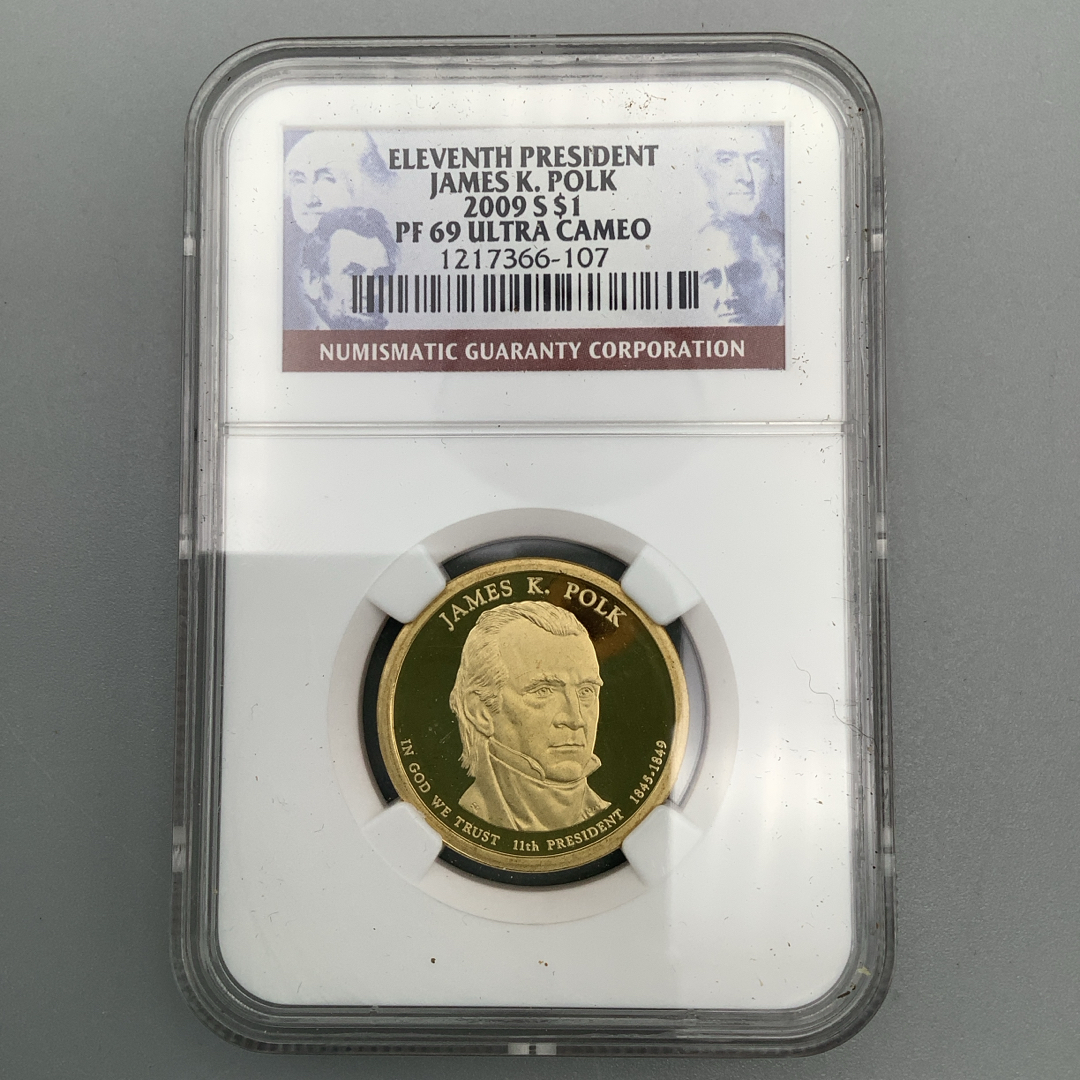 ELEVENTH PRESIDENT
JAMES K. POLK
2009 S $1
PF 69 ULTRA CAMEO
1217366-107
NUMISMATIC GUARANTY CORPORATION
JAMES K. POLK
IN GOD WE TRUST 11th PRESIDENT 1845-1849